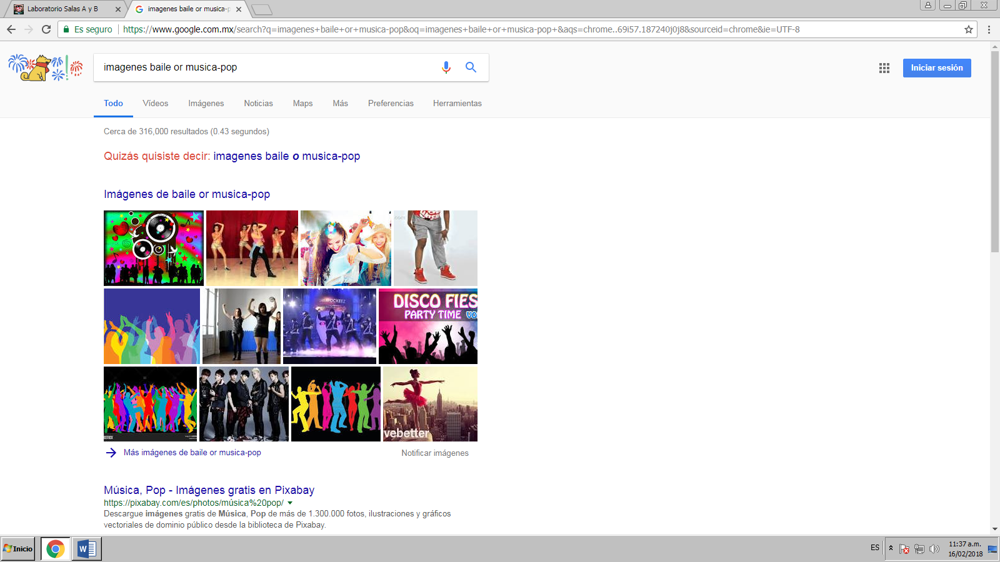 Laboratorio Salas A y B
imagenes baile or musica-p
Es seguro
https://www.google.com.mx/search?q=imagenes+baile+or+musica-pop&oq=imagenes+baile+or+musica-pop+&aqs=chrome..69i57.187240j0j8&sourceid=chrome&ie=UTF-8
imagenes baile or musica-pop
Iniciar sesión
Todo Vídeos Imágenes Noticias Maps Más Preferencias Herramientas
Cerca de 316,000 resultados (0.43 segundos)
Quizás quisiste decir: imagenes baile o musica-pop
Imágenes de baile or musica-pop
.com
DISCO FIES
PARTY TIME VO
vebetter
Más imágenes de baile or musica-pop
Notificar imágenes
Música, Pop - Imágenes gratis en Pixabay
https://pixabay.com/es/photos/música%20pop/
Descargue imágenes gratis de Música, Pop de más de 1.300.000 fotos, ilustraciones y gráficos
vectoriales de dominio público desde la biblioteca de Pixabay.
Inicio
ES
11:37 a.m.
16/02/2018